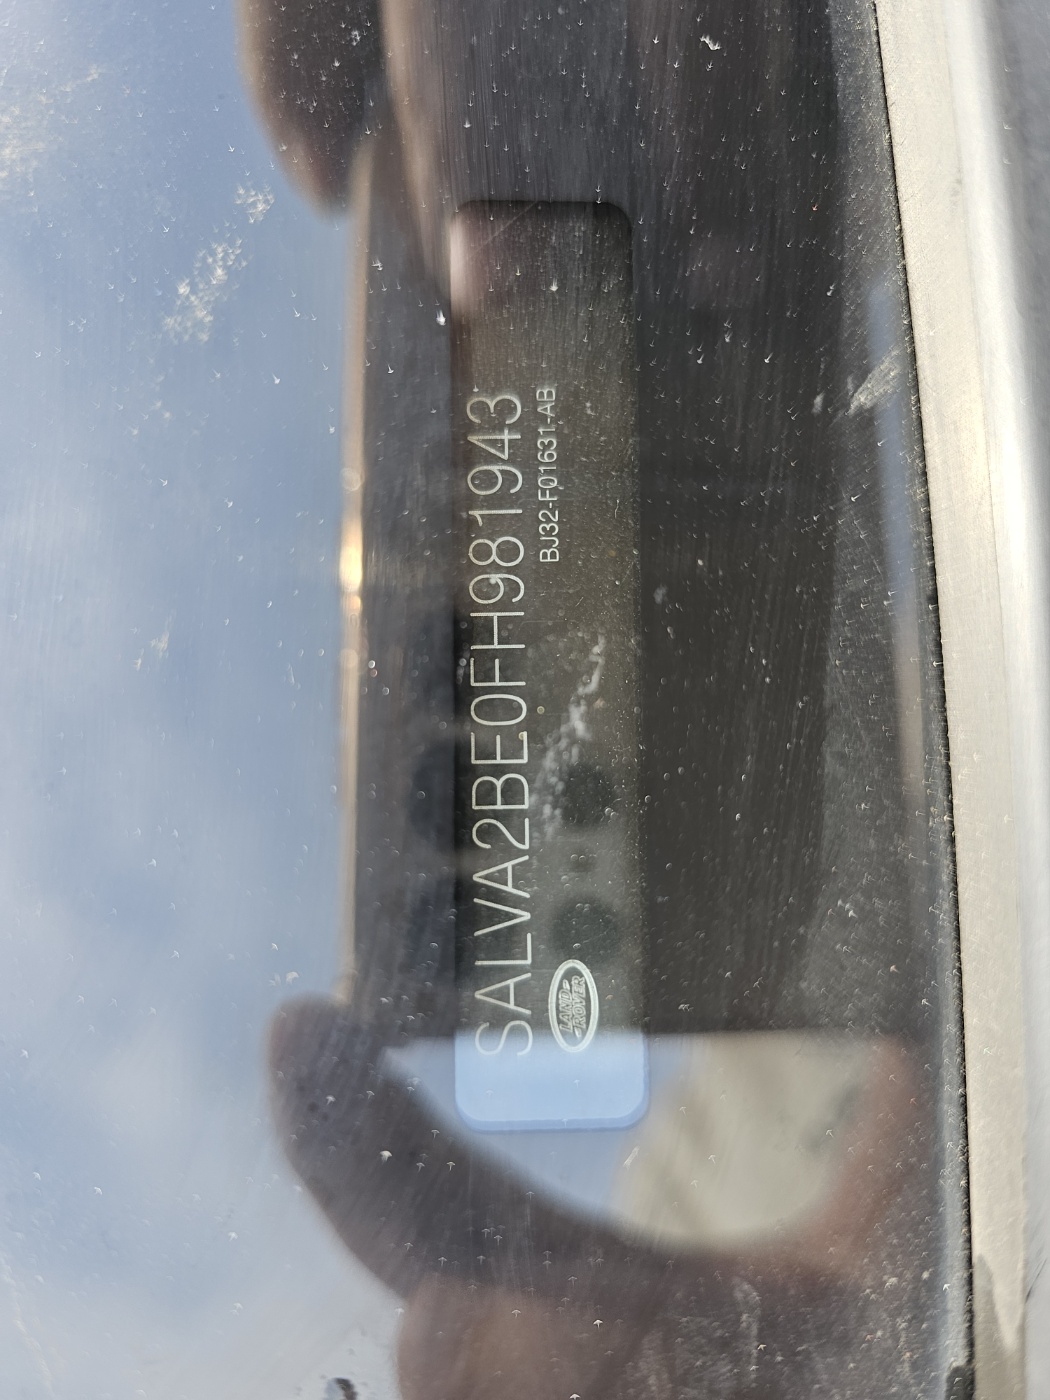 SALVA2BE0FH981943
BJ32-F01631-AB
LAND
ROVER